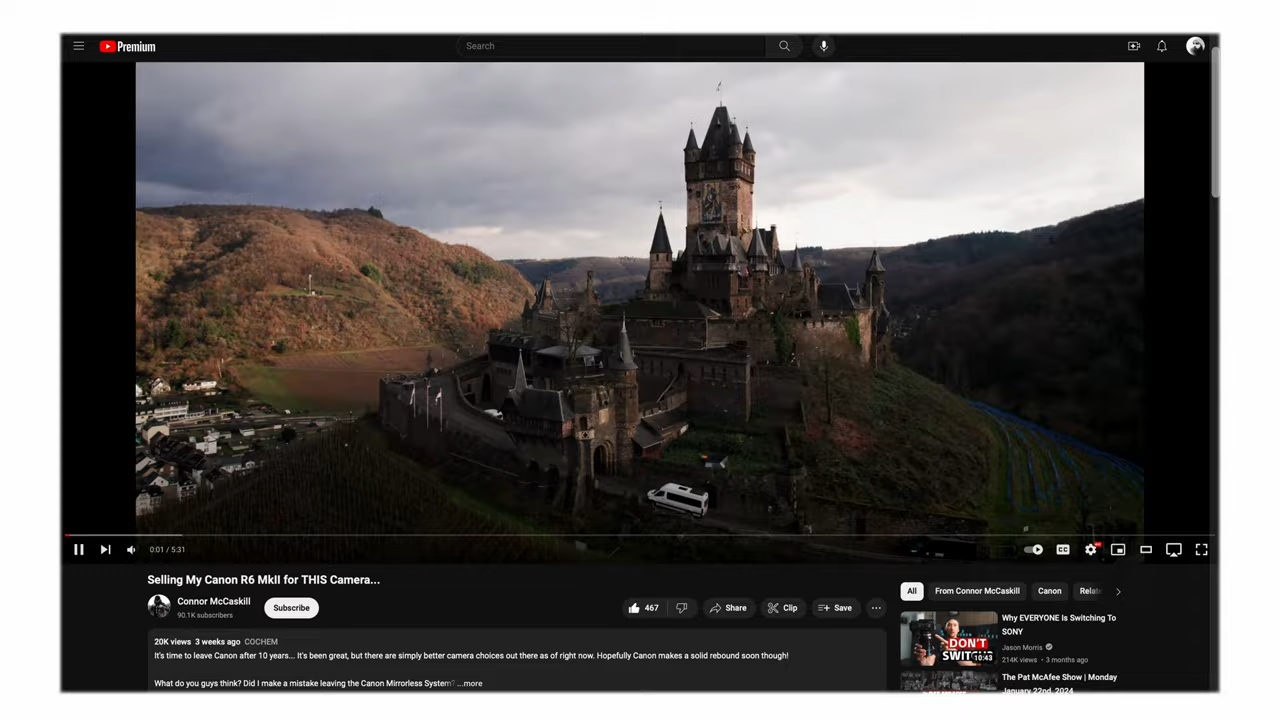 Premium
Search
0:01 / 5:31
CC
Selling My Canon R6 MkII for THIS Camera...
Connor McCaskill
90.1K subscribers
Subscribe
467
Share
Clip
Save
20K views 3 weeks ago COCHEM
It's time to leave Canon after 10 years... It's been great, but there are simply better camera choices out there as of right now. Hopefully Canon makes a solid rebound soon though!
What do you guys think? Did I make a mistake leaving the Canon Mirrorless System? ...more
All
From Connor McCaskill
Canon
Relate
DON'T
SWITCH
10:43
Why EVERYONE Is Switching To
SONY
Jason Morris
214K views • 3 months ago
The Pat McAfee Show | Monday
January 22nd, 2024